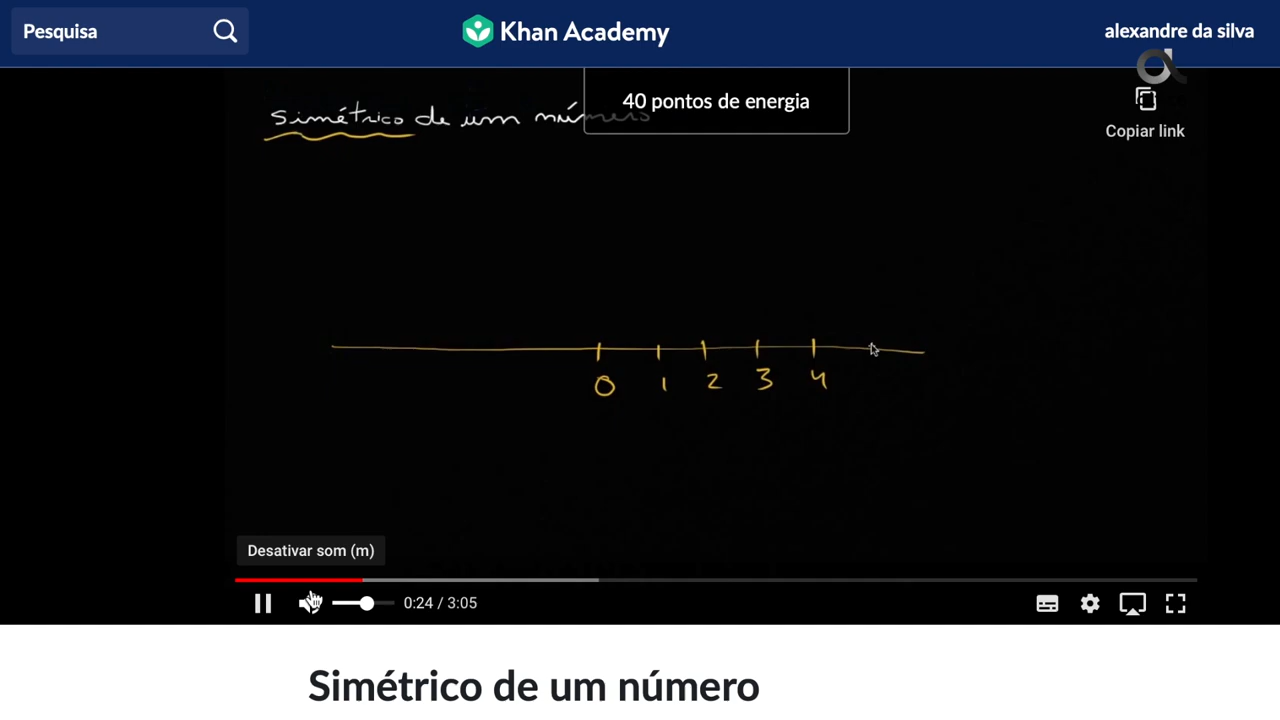 Pesquisa
Khan Academy
alexandre da silva
40 pontos de energia
Copiar link
simétrico de um número
0 1 2 3 4
Desativar som (m)
0:24 / 3:05
Simétrico de um número